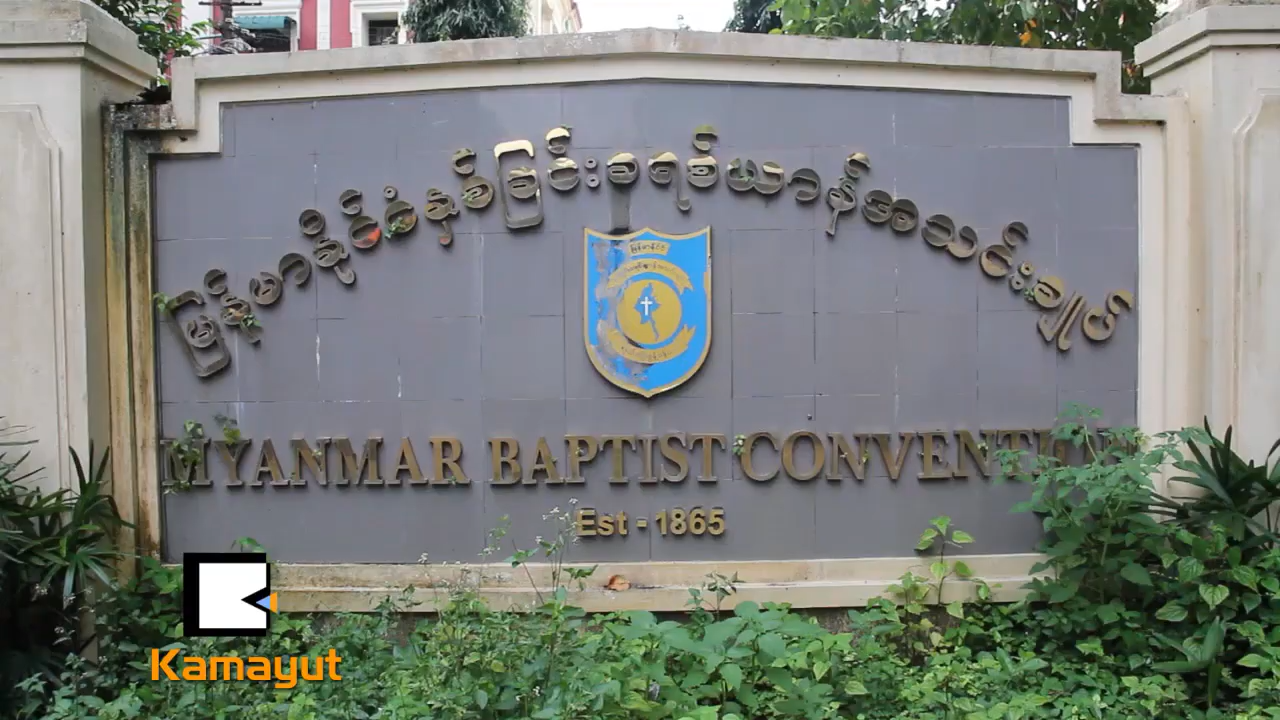 မြန်မာနိုင်ငံနှစ်ခြင်းခရစ်ယာန်အသင်းချုပ်
MYANMAR BAPTIST CONVENTION
Est - 1865
Kamayut